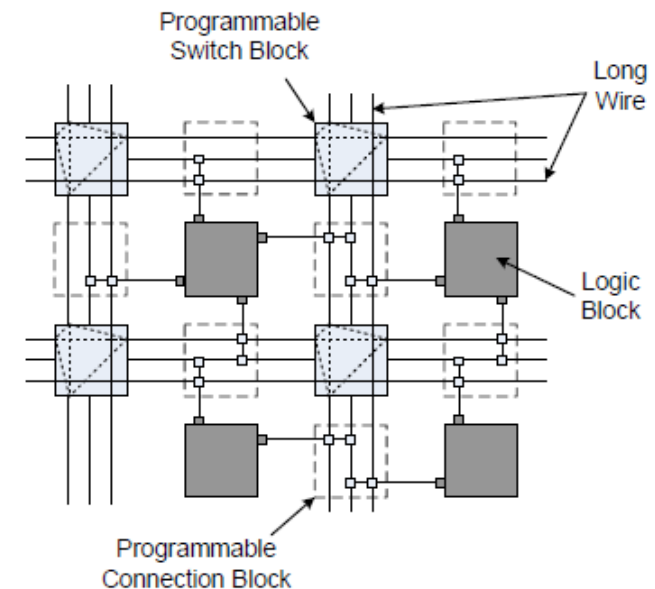 Programmable
Switch Block
Long
Wire
Logic
Block
Programmable
Connection Block